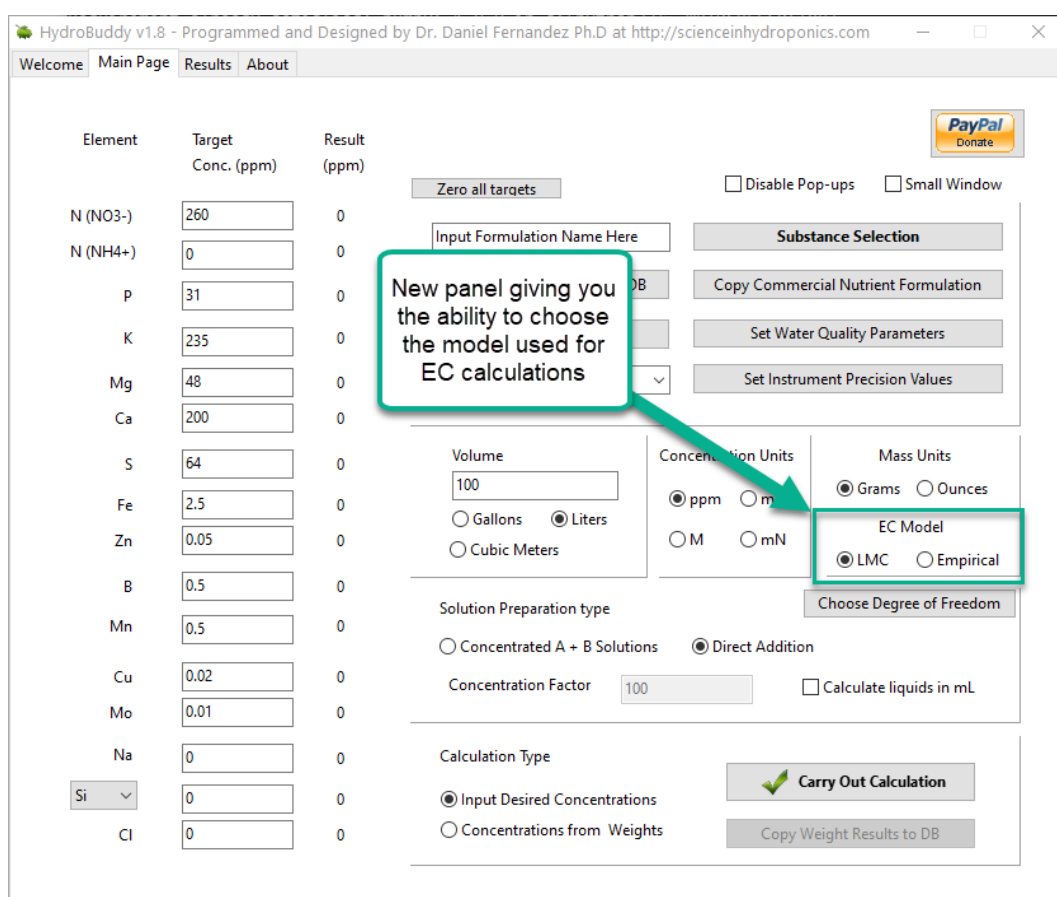 HydroBuddy v1.8 - Programmed and Designed by Dr. Daniel Fernandez Ph.D at http://scienceinhydroponics.com
Welcome Main Page Results About
Element Target Result
Conc. (ppm) (ppm)
PayPal
Donate
Zero all targets Disable Pop-ups Small Window
N (NO3-) 260 0
Input Formulation Name Here Substance Selection
N (NH4+) 0 0
DB Copy Commercial Nutrient Formulation
New panel giving you
the ability to choose
the model used for
EC calculations
P 31 0
K 235 0
Set Water Quality Parameters
Mg 48 0
Set Instrument Precision Values
Ca 200 0
Volume Concentration Units Mass Units
S 64 0
100
ppm m
Grams Ounces
Fe 2.5 0
Gallons Liters
EC Model
Zn 0.05 0
Cubic Meters
M mN
LMC Empirical
B 0.5 0
Solution Preparation type Choose Degree of Freedom
Mn 0.5 0
Concentrated A + B Solutions Direct Addition
Cu 0.02 0
Concentration Factor 100 Calculate liquids in mL
Mo 0.01 0
Na 0 0
Calculation Type
Carry Out Calculation
Si 0 0
Input Desired Concentrations
Cl 0 0
Concentrations from Weights Copy Weight Results to DB